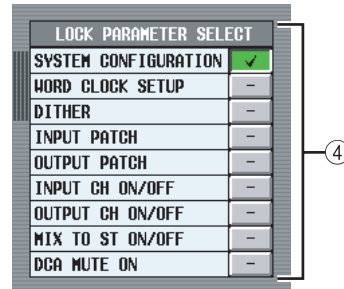 LOCK PARAMETER SELECT
SYSTEM CONFIGURATION ✓
WORD CLOCK SETUP –
DITHER –
INPUT PATCH –
OUTPUT PATCH –
INPUT CH ON/OFF –
OUTPUT CH ON/OFF –
MIX TO ST ON/OFF –
DCA MUTE ON –
④